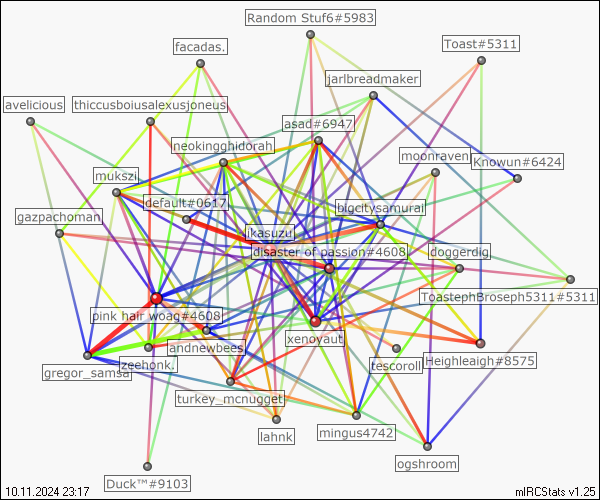 Random Stuf6#5983
facadas.
Toast#5311
jarlbreadmaker
avelicious
thiccusboiusalexusjoneus
asad#6947
neokingghidorah
moonraven
Knowun#6424
mukszi
default#0617
bigcitysamurai
gazpachoman
ikasuzu
disaster of passion#4608
doggerdig
ToastephBroseph5311#5311
pink hair woag#4608
xenoyaut
andnewbees
gregor_samsa
zeehonk.
tescoroll
Heighleaigh#8575
turkey_mcnugget
lahnk
mingus4742
ogshroom
Duck™#9103
10.11.2024 23:17
mIRCStats v1.25